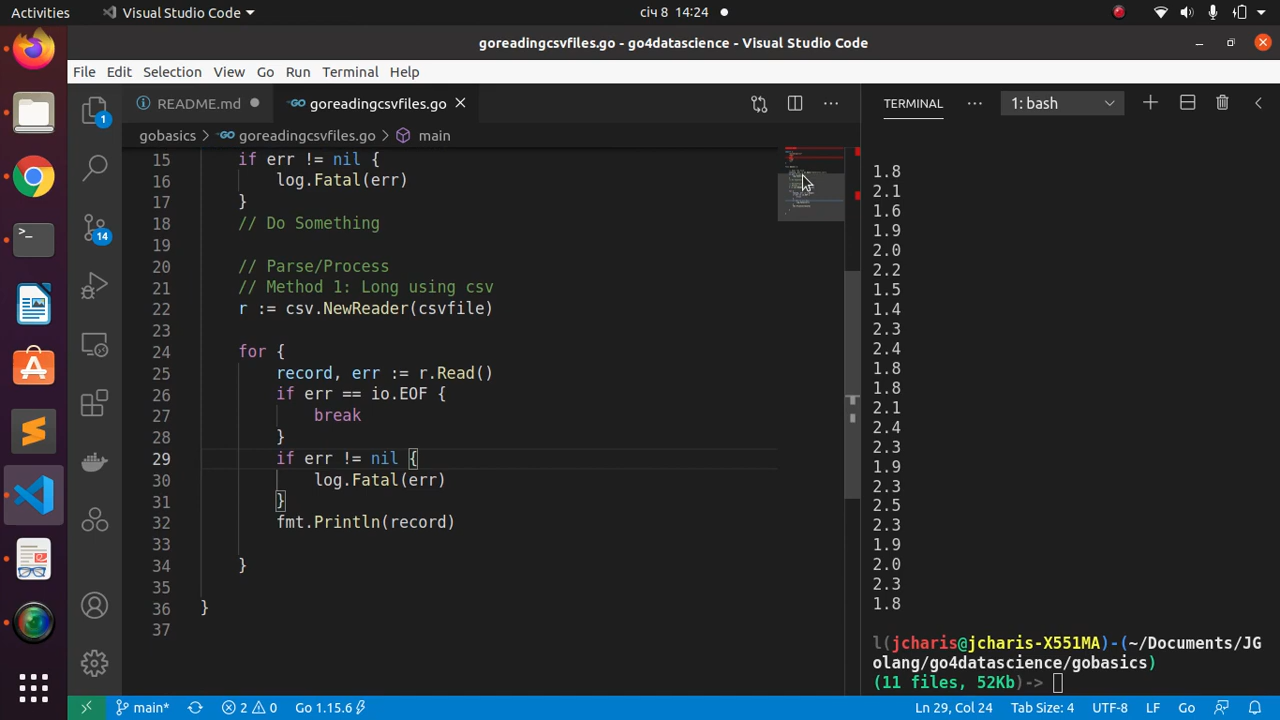 Activities
Visual Studio Code
січ 8 14:24
goreadingcsvfiles.go - go4datascience - Visual Studio Code
File Edit Selection View Go Run Terminal Help
README.md
goreadingcsvfiles.go
gobasics > goreadingcsvfiles.go > main
15 if err != nil {
16 log.Fatal(err)
17 }
18 // Do Something
19
20 // Parse/Process
21 // Method 1: Long using csv
22 r := csv.NewReader(csvfile)
23
24 for {
25 record, err := r.Read()
26 if err == io.EOF {
27 break
28 }
29 if err != nil {
30 log.Fatal(err)
31 }
32 fmt.Println(record)
33
34 }
35
36 }
37
TERMINAL
1: bash
1.8
2.1
1.6
1.9
2.0
2.2
1.5
1.4
2.3
2.4
1.8
1.8
2.1
2.4
2.3
1.9
2.3
2.5
2.3
1.9
2.0
2.3
1.8
l(jcharis@jcharis-X551MA)-(~/Documents/JG
olang/go4datascience/gobasics)
(11 files, 52Kb)->
1
14
main*
2 0
Go 1.15.6
Ln 29, Col 24
Tab Size: 4
UTF-8
LF
Go